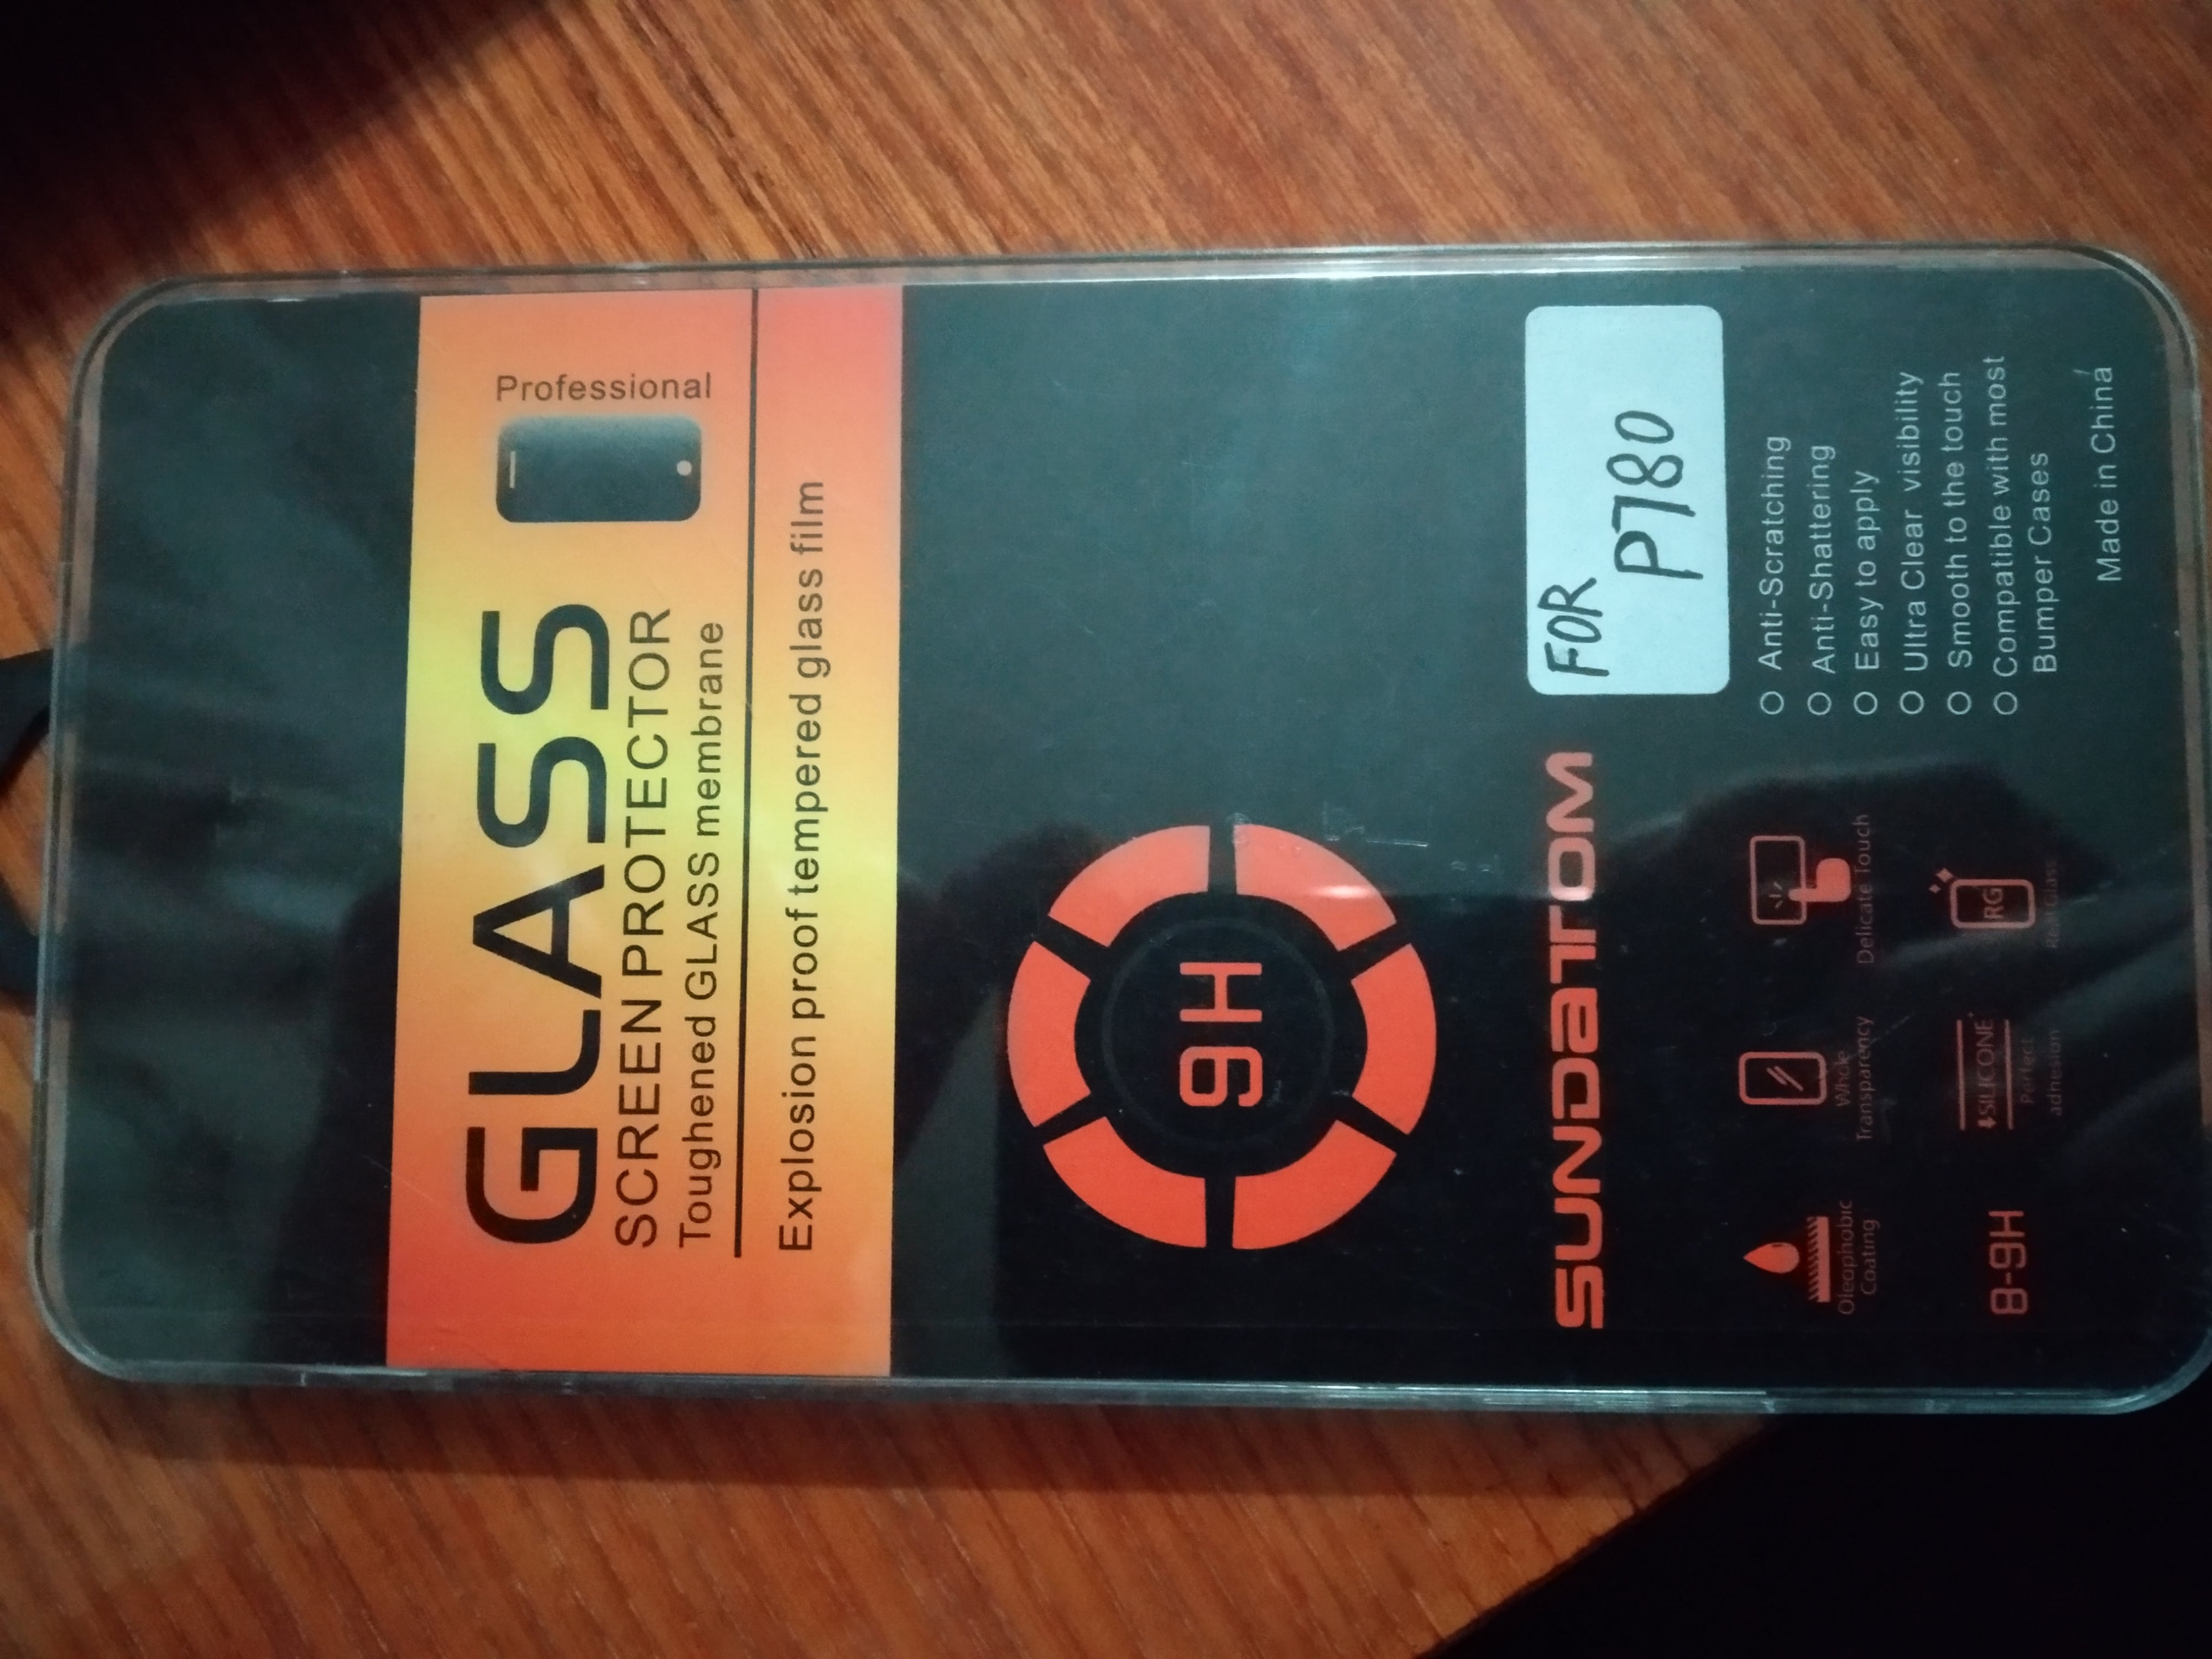 GLASS
Professional
SCREEN PROTECTOR
Toughened GLASS membrane
Explosion proof tempered glass film
9H
SUNDATOM
FOR
P780
Oleophobic
Coating
Whole
Transparency
Delicate Touch
8-9H
SILICONE
Perfect
adhesion
RG
Real Glass
O Anti-Scratching
O Anti-Shattering
O Easy to apply
O Ultra Clear visibility
O Smooth to the touch
O Compatible with most
Bumper Cases
Made in China